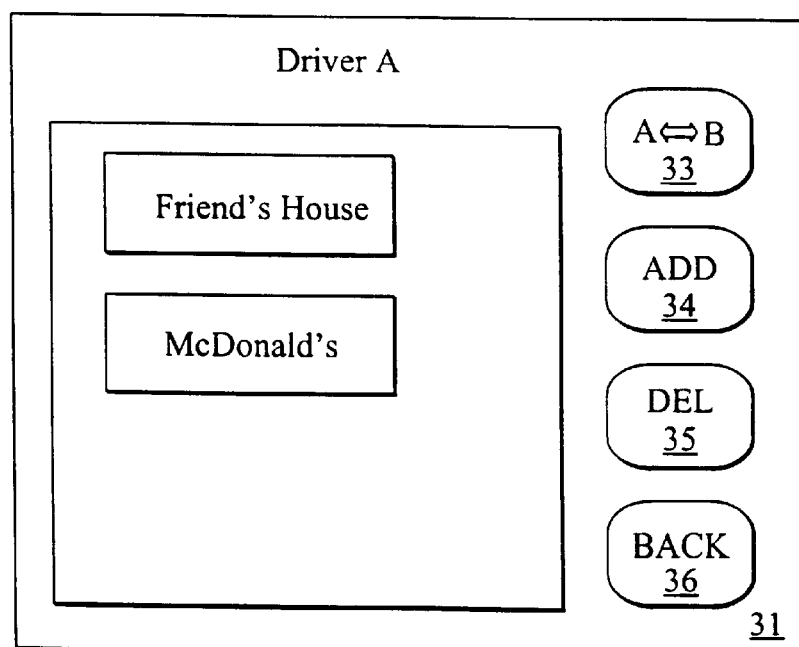 Driver A
Friend's House
McDonald's
A⇔B
33
ADD
34
DEL
35
BACK
36
31